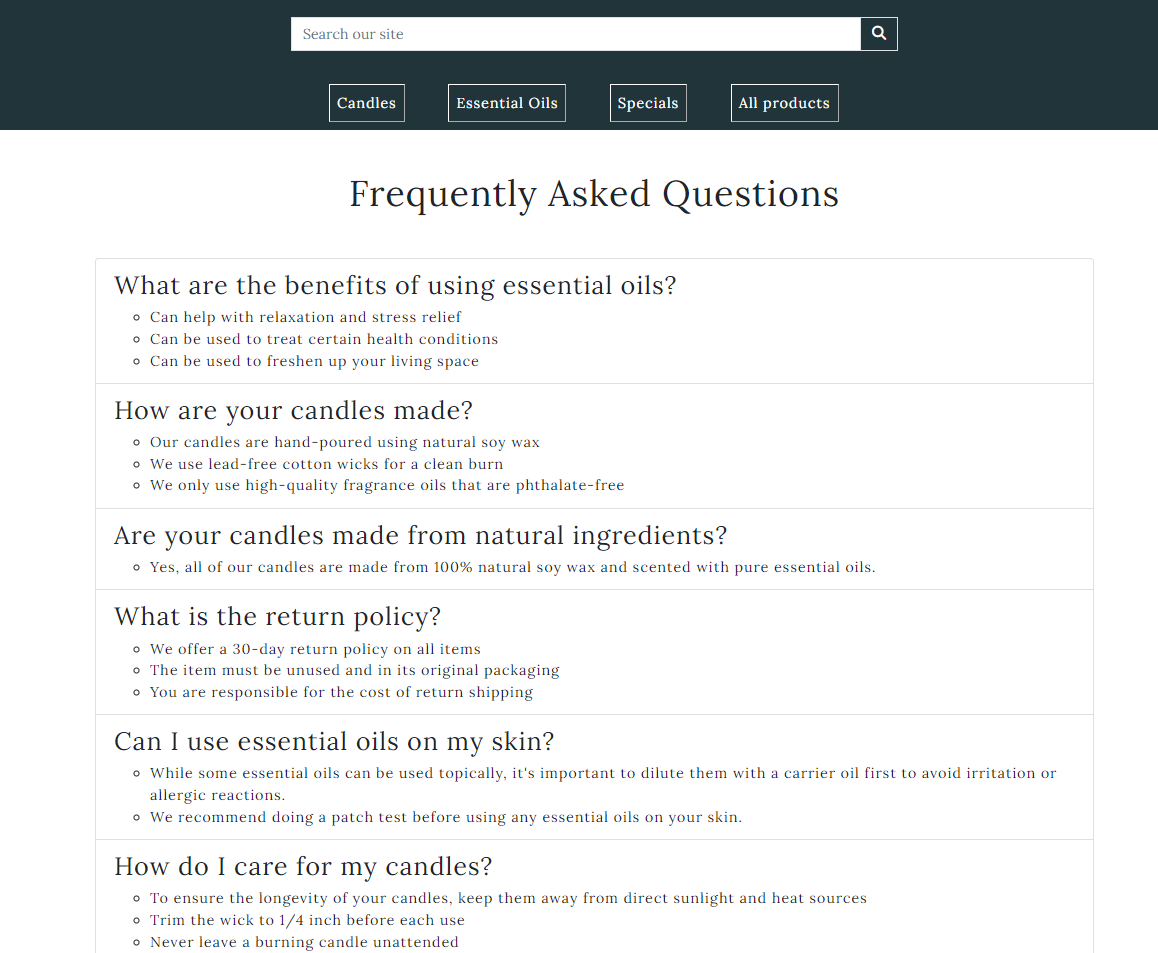 Search our site
Candles
Essential Oils
Specials
All products
Frequently Asked Questions
What are the benefits of using essential oils?
Can help with relaxation and stress relief
Can be used to treat certain health conditions
Can be used to freshen up your living space
How are your candles made?
Our candles are hand-poured using natural soy wax
We use lead-free cotton wicks for a clean burn
We only use high-quality fragrance oils that are phthalate-free
Are your candles made from natural ingredients?
Yes, all of our candles are made from 100% natural soy wax and scented with pure essential oils.
What is the return policy?
We offer a 30-day return policy on all items
The item must be unused and in its original packaging
You are responsible for the cost of return shipping
Can I use essential oils on my skin?
While some essential oils can be used topically, it's important to dilute them with a carrier oil first to avoid irritation or
allergic reactions.
We recommend doing a patch test before using any essential oils on your skin.
How do I care for my candles?
To ensure the longevity of your candles, keep them away from direct sunlight and heat sources
Trim the wick to 1/4 inch before each use
Never leave a burning candle unattended